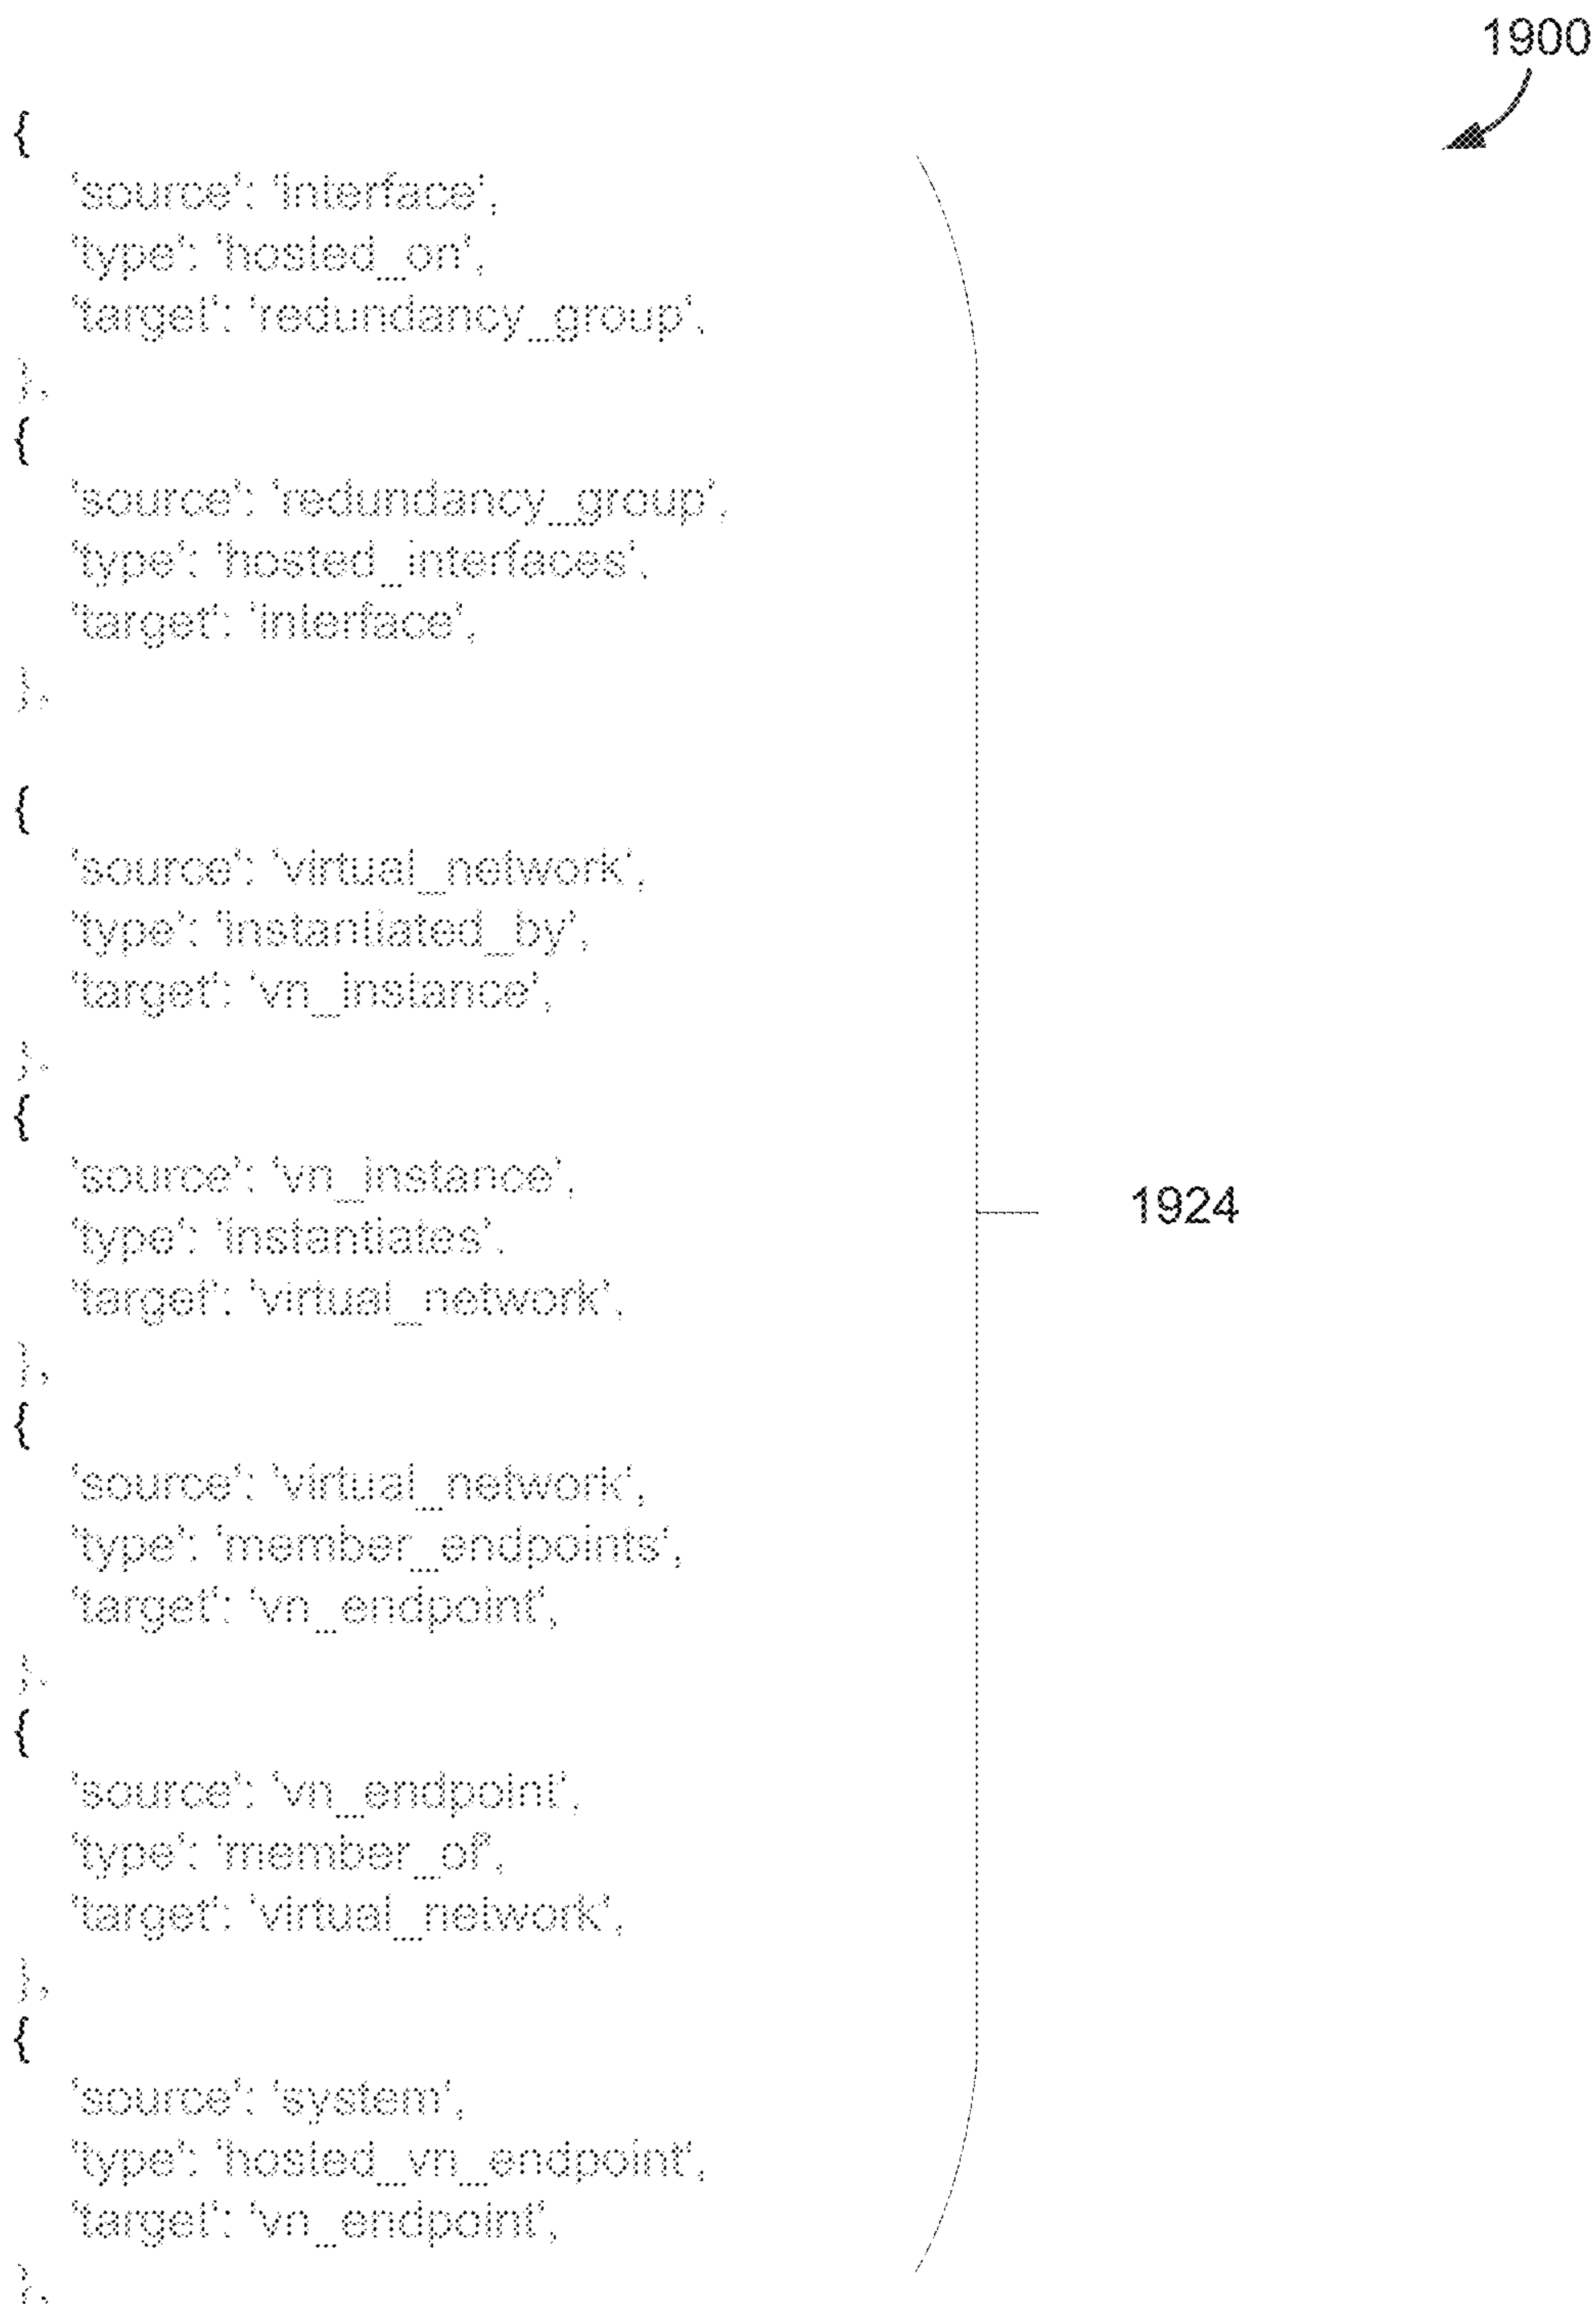 1900
{
‘source‘: ‘interface‘,
‘type‘: ‘hosted_on‘,
‘target‘: ‘redundancy_group‘,
},
{
‘source‘: ‘redundancy_group‘,
‘type‘: ‘hosted_interfaces‘,
‘target‘: ‘interface‘,
},
{
‘source‘: ‘virtual_network‘,
‘type‘: ‘instantiated_by‘,
‘target‘: ‘vn_instance‘,
},
{
‘source‘: ‘vn_instance‘,
‘type‘: ‘instantiates‘,
‘target‘: ‘virtual_network‘,
},
1924
{
‘source‘: ‘virtual_network‘,
‘type‘: ‘member_endpoints‘,
‘target‘: ‘vn_endpoint‘,
},
{
‘source‘: ‘vn_endpoint‘,
‘type‘: ‘member_of‘,
‘target‘: ‘virtual_network‘,
},
{
‘source‘: ‘system‘,
‘type‘: ‘hosted_vn_endpoint‘,
‘target‘: ‘vn_endpoint‘,
},